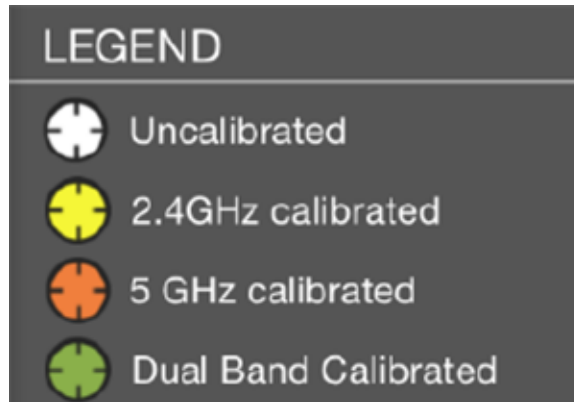 LEGEND
Uncalibrated
2.4GHz calibrated
5 GHz calibrated
Dual Band Calibrated